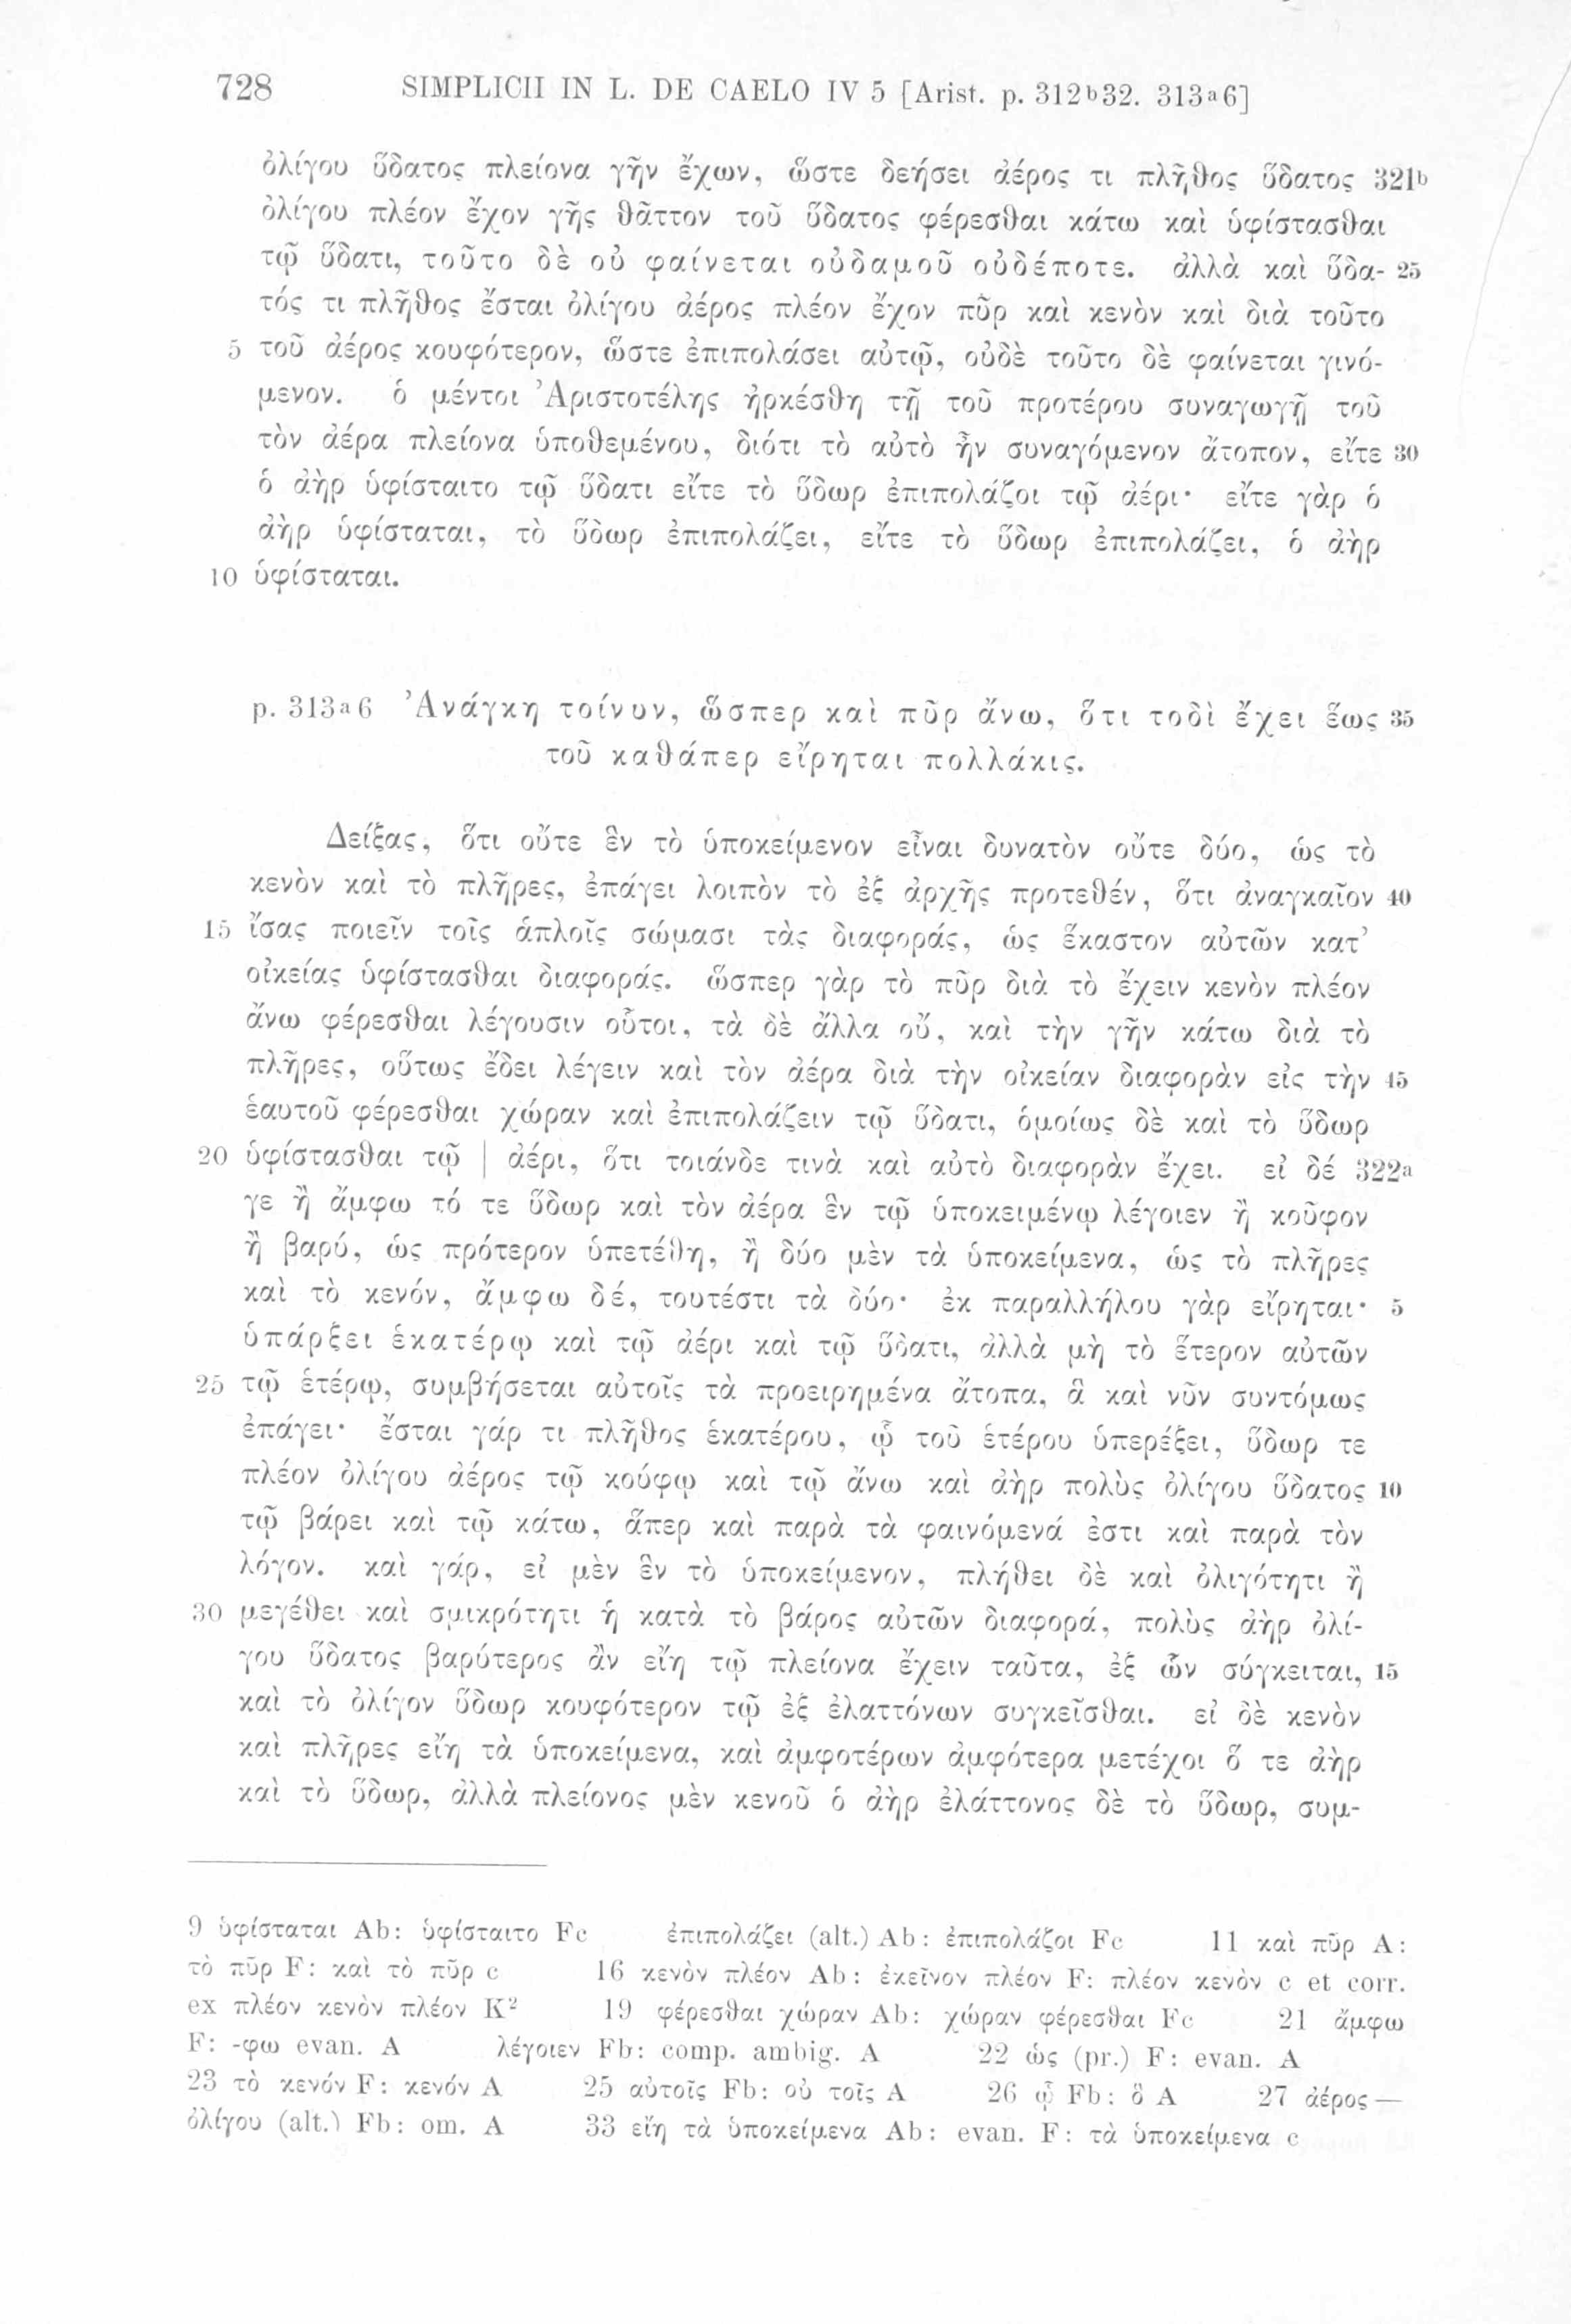 728 SIMPLICII IN L. DE CAELO IV 5 [Arist. p. 312b32. 313a6]
ὀλίγου ὕδατος πλείονα γῆν ἔχων, ὥστε δεήσει ἀέρος τι πλῆθος ὕδατος 321b
ὀλίγου πλέον ἔχον γῆς θᾶττον τοῦ ὕδατος φέρεσθαι κάτω καὶ ὑφίστασθαι
τῷ ὕδατι, τοῦτο δὲ οὐ φαίνεται οὐδαμοῦ οὐδέποτε. ἀλλὰ καὶ ὕδα- 25
τός τι πλῆθος ἔσται ὀλίγου ἀέρος πλέον ἔχον πῦρ καὶ κενὸν καὶ διὰ τοῦτο
5 τοῦ ἀέρος κουφότερον, ὥστε ἐπιπολάσει αὐτῷ, οὐδὲ τοῦτο δὲ φαίνεται γινό-
μενον. ὁ μέντοι Ἀριστοτέλης ἠρκέσθη τῇ τοῦ προτέρου συναγωγῇ τοῦ
τὸν ἀέρα πλείονα ὑποθεμένου, διότι τὸ αὐτὸ ἦν συναγόμενον ἄτοπον, εἴτε 30
ὁ ἀὴρ ὑφίσταιτο τῷ ὕδατι εἴτε τὸ ὕδωρ ἐπιπολάζοι τῷ ἀέρι· εἴτε γὰρ ὁ
ἀὴρ ὑφίσταται, τὸ ὕδωρ ἐπιπολάζει, εἴτε τὸ ὕδωρ ἐπιπολάζει, ὁ ἀὴρ
10 ὑφίσταται.
p. 313a6 Ἀνάγκη τοίνυν, ὥσπερ καὶ πῦρ ἄνω, ὅτι τοδὶ ἔχει ἕως 35
τοῦ καθάπερ εἴρηται πολλάκις.
Δείξας, ὅτι οὔτε ἓν τὸ ὑποκείμενον εἶναι δυνατὸν οὔτε δύο, ὡς τὸ
κενὸν καὶ τὸ πλῆρες, ἐπάγει λοιπὸν τὸ ἐξ ἀρχῆς προτεθέν, ὅτι ἀναγκαῖον 40
15 ἴσας ποιεῖν τοῖς ἁπλοῖς σώμασι τὰς διαφοράς, ὡς ἕκαστον αὐτῶν κατ’
οἰκείας ὑφίστασθαι διαφοράς. ὥσπερ γὰρ τὸ πῦρ διὰ τὸ ἔχειν κενὸν πλέον
ἄνω φέρεσθαι λέγουσιν οὗτοι, τὰ δὲ ἄλλα οὔ, καὶ τὴν γῆν κάτω διὰ τὸ
πλῆρες, οὕτως ἔδει λέγειν καὶ τὸν ἀέρα διὰ τὴν οἰκείαν διαφορὰν εἰς τὴν 45
ἑαυτοῦ φέρεσθαι χώραν καὶ ἐπιπολάζειν τῷ ὕδατι, ὁμοίως δὲ καὶ τὸ ὕδωρ
20 ὑφίστασθαι τῷ | ἀέρι, ὅτι τοιάνδε τινὰ καὶ αὐτὸ διαφορὰν ἔχει. εἰ δέ 322a
γε ἢ ἄμφω τό τε ὕδωρ καὶ τὸν ἀέρα ἓν τῷ ὑποκειμένῳ λέγοιεν ἢ κοῦφον
ἢ βαρύ, ὡς πρότερον ὑπετέθη, ἢ δύο μὲν τὰ ὑποκείμενα, ὡς τὸ πλῆρες
καὶ τὸ κενόν, ἄμφω δέ, τουτέστι τὰ δύο· ἐκ παραλλήλου γὰρ εἴρηται· 5
ὑπάρξει ἑκατέρῳ καὶ τῷ ἀέρι καὶ τῷ ὕδατι, ἀλλὰ μὴ τὸ ἕτερον αὐτῶν
25 τῷ ἑτέρῳ, συμβήσεται αὐτοῖς τὰ προειρημένα ἄτοπα, ἃ καὶ νῦν συντόμως
ἐπάγει· ἔσται γάρ τι πλῆθος ἑκατέρου, ᾧ τοῦ ἑτέρου ὑπερέξει, ὕδωρ τε
πλέον ὀλίγου ἀέρος τῷ κούφῳ καὶ τῷ ἄνω καὶ ἀὴρ πολὺς ὀλίγου ὕδατος 10
τῷ βάρει καὶ τῷ κάτω, ἅπερ καὶ παρὰ τὰ φαινόμενά ἐστι καὶ παρὰ τὸν
λόγον. καὶ γάρ, εἰ μὲν ἓν τὸ ὑποκείμενον, πλήθει δὲ καὶ ὀλιγότητι ἢ
30 μεγέθει καὶ σμικρότητι ἡ κατὰ τὸ βάρος αὐτῶν διαφορά, πολὺς ἀὴρ ὀλί-
γου ὕδατος βαρύτερος ἂν εἴη τῷ πλείονα ἔχειν ταῦτα, ἐξ ὧν σύγκειται, 15
καὶ τὸ ὀλίγον ὕδωρ κουφότερον τῷ ἐξ ἐλαττόνων συγκεῖσθαι. εἰ δὲ κενὸν
καὶ πλῆρες εἴη τὰ ὑποκείμενα, καὶ ἀμφοτέρων ἀμφότερα μετέχοι ὅ τε ἀὴρ
καὶ τὸ ὕδωρ, ἀλλὰ πλείονος μὲν κενοῦ ὁ ἀὴρ ἐλάττονος δὲ τὸ ὕδωρ, συμ-
9 ὑφίσταται Ab: ὑφίσταιτο Fc ἐπιπολάζει (alt.) Ab: ἐπιπολάζοι Fc 11 καὶ πῦρ A:
τὸ πῦρ F: καὶ τὸ πῦρ c 16 κενὸν πλέον Ab: ἐκεῖνον πλέον F: πλέον κενὸν c et corr.
ex πλέον κενὸν πλέον K2 19 φέρεσθαι χώραν Ab: χώραν φέρεσθαι Fc 21 ἄμφω
F: -φω evan. A λέγοιεν Fb: comp. ambig. A 22 ὡς (pr.) F: evan. A
23 τὸ κενόν F: κενόν A 25 αὐτοῖς Fb: οὐ τοῖς A 26 ᾧ Fb: ὃ A 27 ἀέρος —
ὀλίγου (alt.) Fb: om. A 33 εἴη τὰ ὑποκείμενα Ab: evan. F: τὰ ὑποκείμενα c